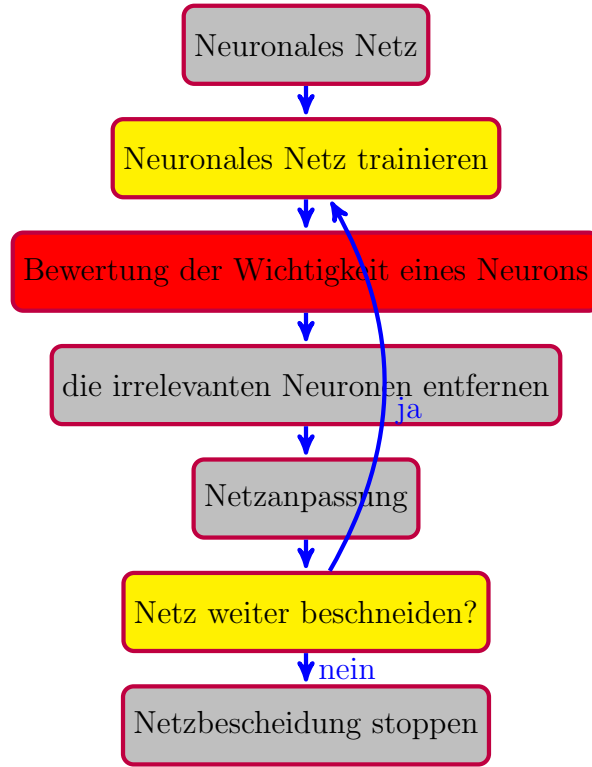 Neuronales Netz
Neuronales Netz trainieren
Bewertung der Wichtigkeit eines Neurons
die irrelevanten Neuronen entfernen
ja
Netzanpassung
Netz weiter beschneiden?
nein
Netzbescheidung stoppen